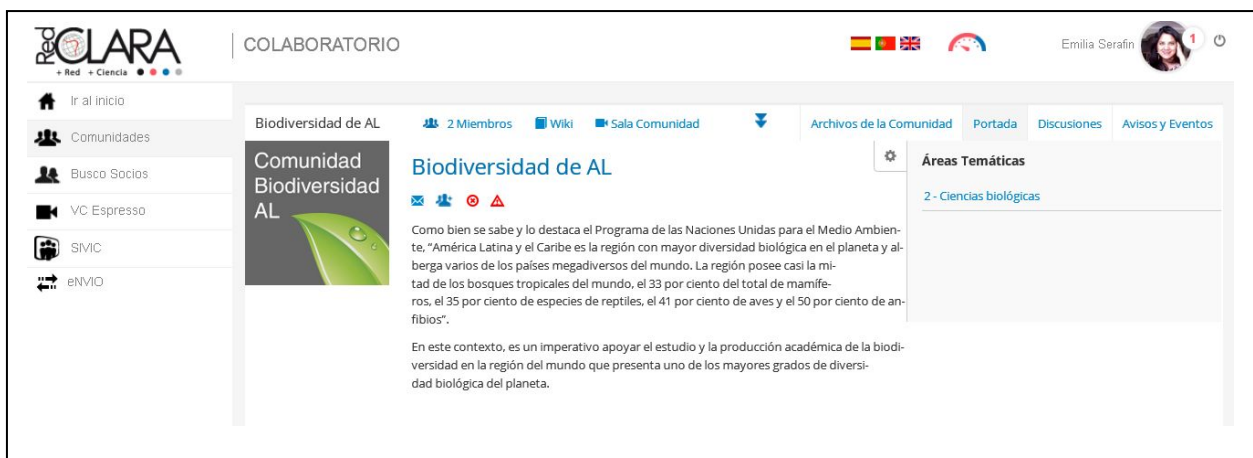 Red CLARA
+ Red + Ciencia
COLABORATORIO
Emilia Serafin
1
Ir al inicio
Comunidades
Busco Socios
VC Espresso
SIVIC
eNVIO
Biodiversidad de AL
2 Miembros
Wiki
Sala Comunidad
Archivos de la Comunidad
Portada
Discusiones
Avisos y Eventos
Comunidad
Biodiversidad
AL
Biodiversidad de AL
Como bien se sabe y lo destaca el Programa de las Naciones Unidas para el Medio Ambien-
te, “América Latina y el Caribe es la región con mayor diversidad biológica en el planeta y al-
berga varios de los países megadiversos del mundo. La región posee casi la mi-
tad de los bosques tropicales del mundo, el 33 por ciento del total de mamífe-
ros, el 35 por ciento de especies de reptiles, el 41 por ciento de aves y el 50 por ciento de an-
fibios”.
En este contexto, es un imperativo apoyar el estudio y la producción académica de la biodi-
versidad en la región del mundo que presenta uno de los mayores grados de diversi-
dad biológica del planeta.
Áreas Temáticas
2 - Ciencias biológicas